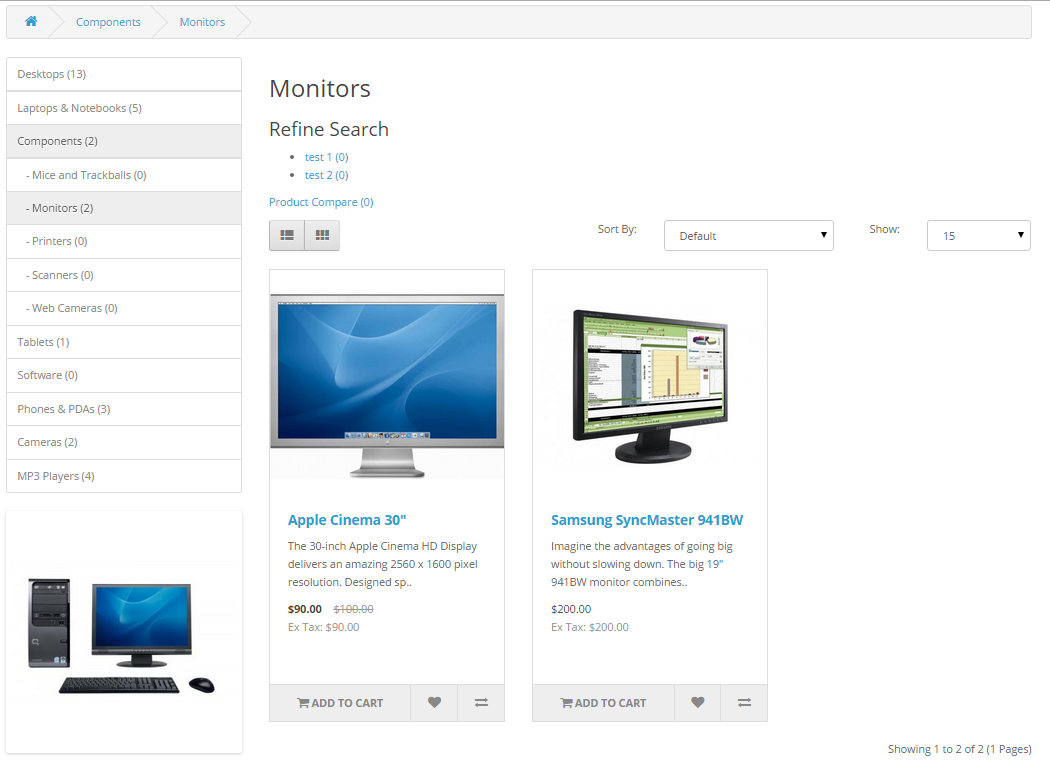 Components
Monitors
Desktops (13)
Laptops & Notebooks (5)
Components (2)
- Mice and Trackballs (0)
- Monitors (2)
- Printers (0)
- Scanners (0)
- Web Cameras (0)
Tablets (1)
Software (0)
Phones & PDAs (3)
Cameras (2)
MP3 Players (4)
Monitors
Refine Search
test 1 (0)
test 2 (0)
Product Compare (0)
Sort By:
Default
Show:
15
Apple Cinema 30"
The 30-inch Apple Cinema HD Display
delivers an amazing 2560 x 1600 pixel
resolution. Designed sp..
$90.00 $100.00
Ex Tax: $90.00
ADD TO CART
Samsung SyncMaster 941BW
Imagine the advantages of going big
without slowing down. The big 19"
941BW monitor combines..
$200.00
Ex Tax: $200.00
ADD TO CART
Showing 1 to 2 of 2 (1 Pages)